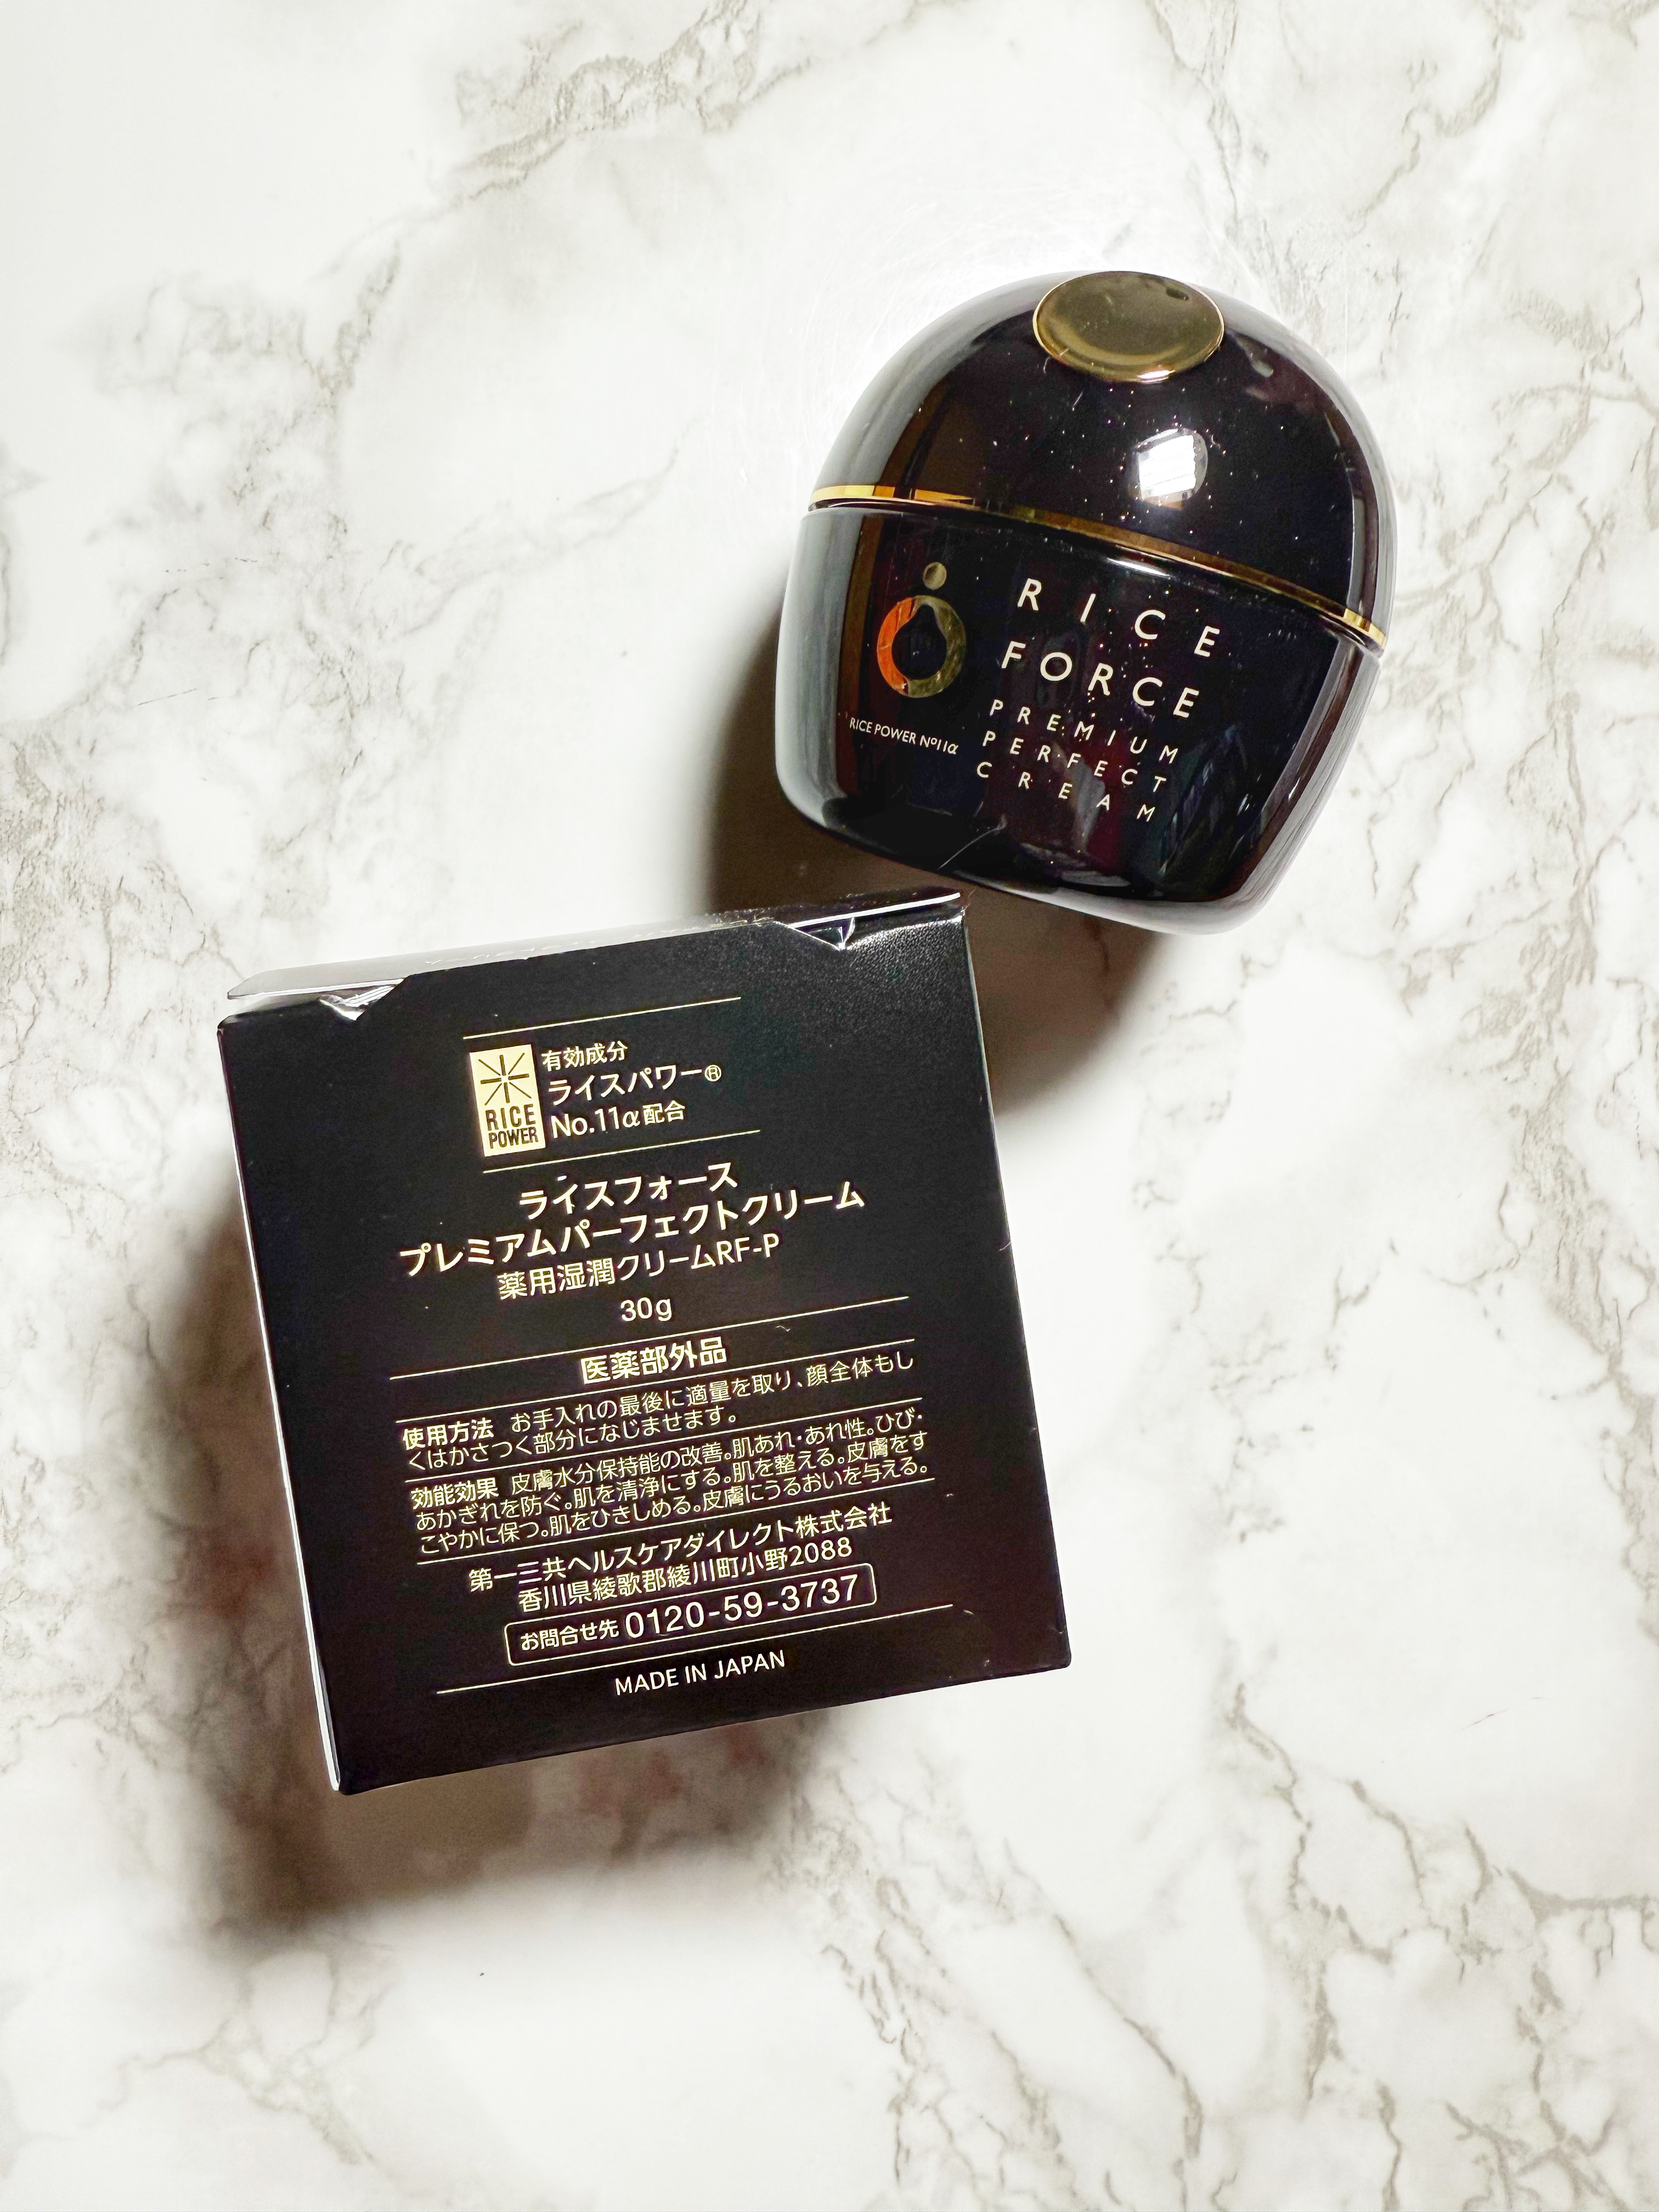 RICE
FORCE
PREMIUM
PERFECT
CREAM
RICE POWER Nº11α
RICE
POWER
有効成分
ライスパワー®
No.11α配合
ライスフォース
プレミアムパーフェクトクリーム
薬用湿潤クリームRF-P
30g
医薬部外品
使用方法 お手入れの最後に適量を取り、顔全体もし
くはかさつく部分になじませます。
効能効果 皮膚水分保持能の改善。肌あれ・あれ性。ひび・
あかぎれを防ぐ。肌を清浄にする。肌を整える。皮膚をす
こやかに保つ。肌をひきしめる。皮膚にうるおいを与える。
第一三共ヘルスケアダイレクト株式会社
香川県綾歌郡綾川町小野2088
お問合せ先 0120-59-3737
MADE IN JAPAN